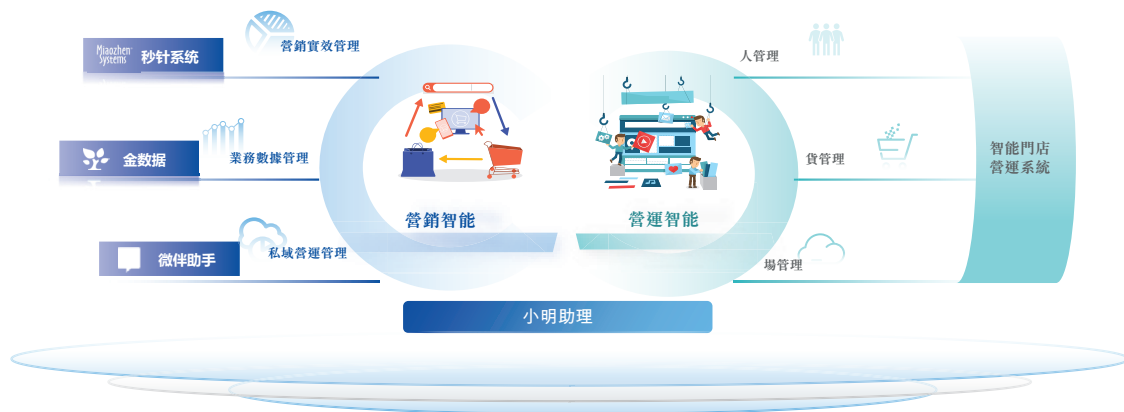 Miaozhen
Systems
秒针系统
營銷實效管理
金数据
業務數據管理
微伴助手
私域營運管理
營銷智能
營運智能
人管理
貨管理
場管理
智能門店
營運系統
小明助理